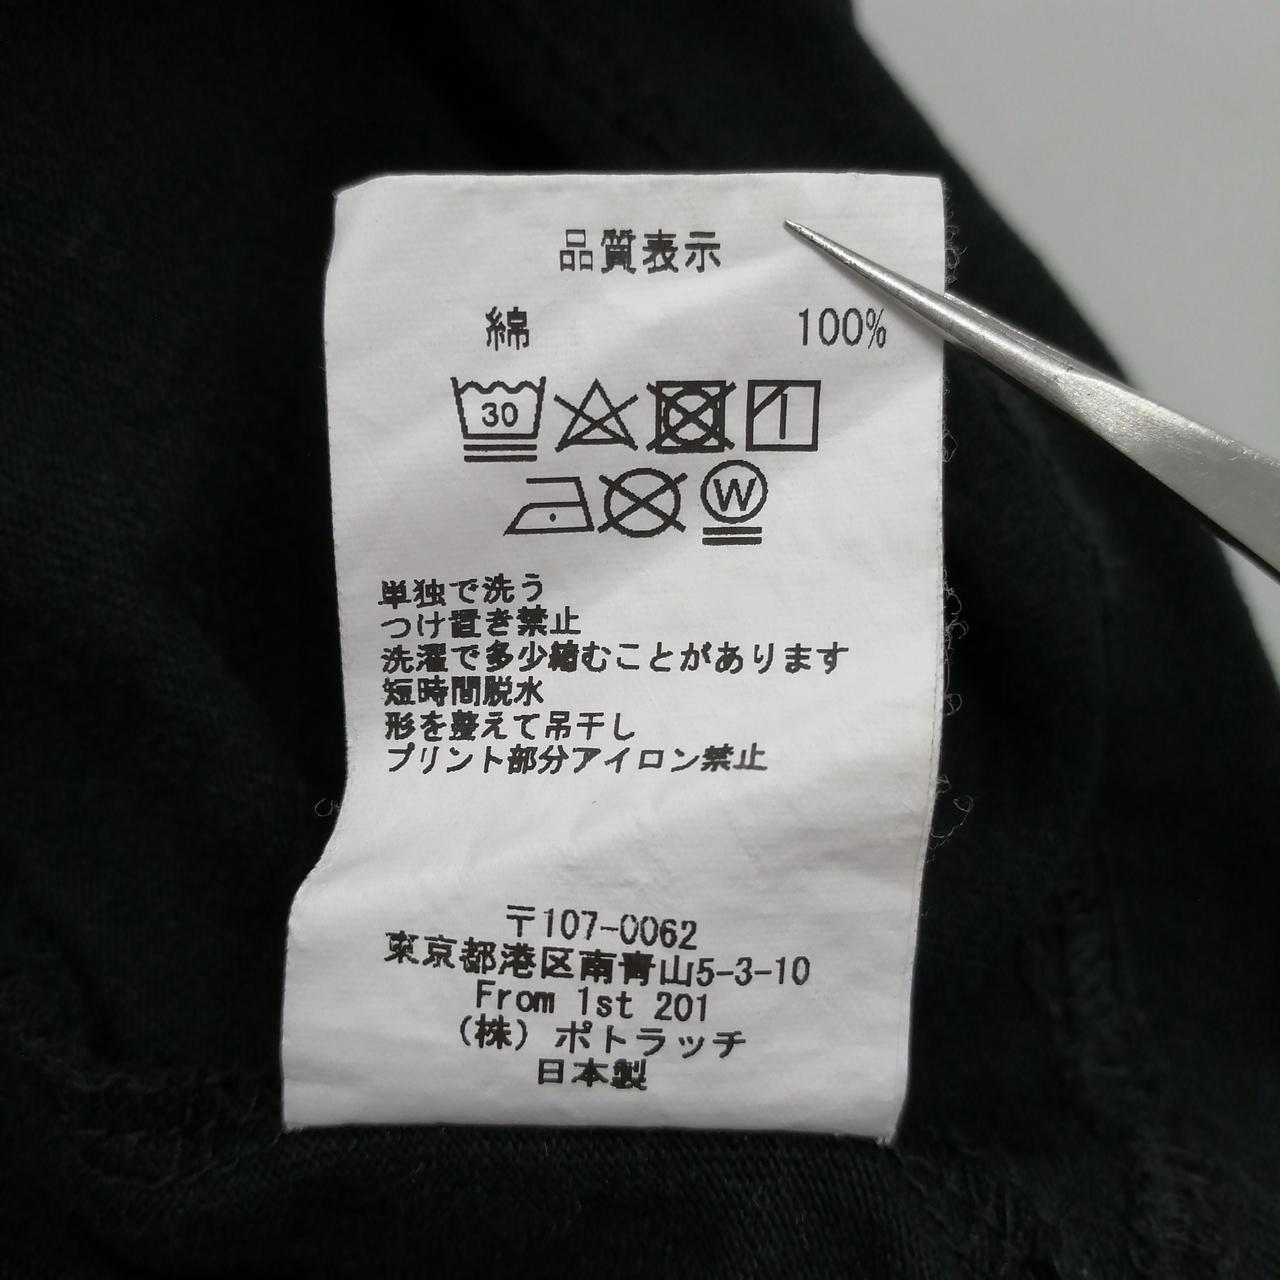 品質表示
綿 100%
30
W
単独で洗う
つけ置き禁止
洗濯で多少縮むことがあります
短時間脱水
形を整えて吊干し
プリント部分アイロン禁止
〒107-0062
東京都港区南青山5-3-10
From 1st 201
(株) ポトラッチ
日本製